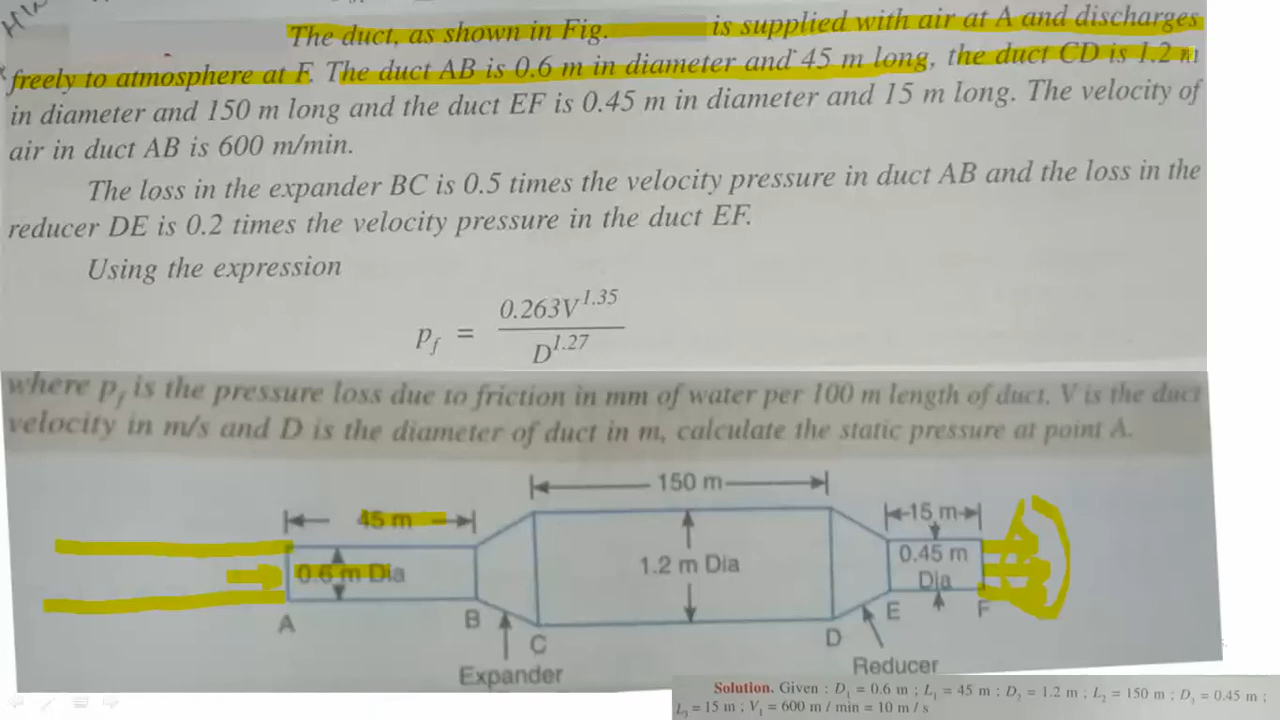 H/W
The duct, as shown in Fig. is supplied with air at A and discharges
freely to atmosphere at F. The duct AB is 0.6 m in diameter and 45 m long, the duct CD is 1.2 m
in diameter and 150 m long and the duct EF is 0.45 m in diameter and 15 m long. The velocity of
air in duct AB is 600 m/min.
The loss in the expander BC is 0.5 times the velocity pressure in duct AB and the loss in the
reducer DE is 0.2 times the velocity pressure in the duct EF.
Using the expression
p_f = 0.263V^1.35 / D^1.27
where p_f is the pressure loss due to friction in mm of water per 100 m length of duct, V is the duct
velocity in m/s and D is the diameter of duct in m, calculate the static pressure at point A.
150 m
45 m
15 m
0.6 m Dia
1.2 m Dia
0.45 m
Dia
A
B
C
D
E
F
Expander
Reducer
Solution. Given : D₁ = 0.6 m ; L₁ = 45 m ; D₂ = 1.2 m ; L₂ = 150 m ; D₃ = 0.45 m ;
L₃ = 15 m ; V₁ = 600 m / min = 10 m / s